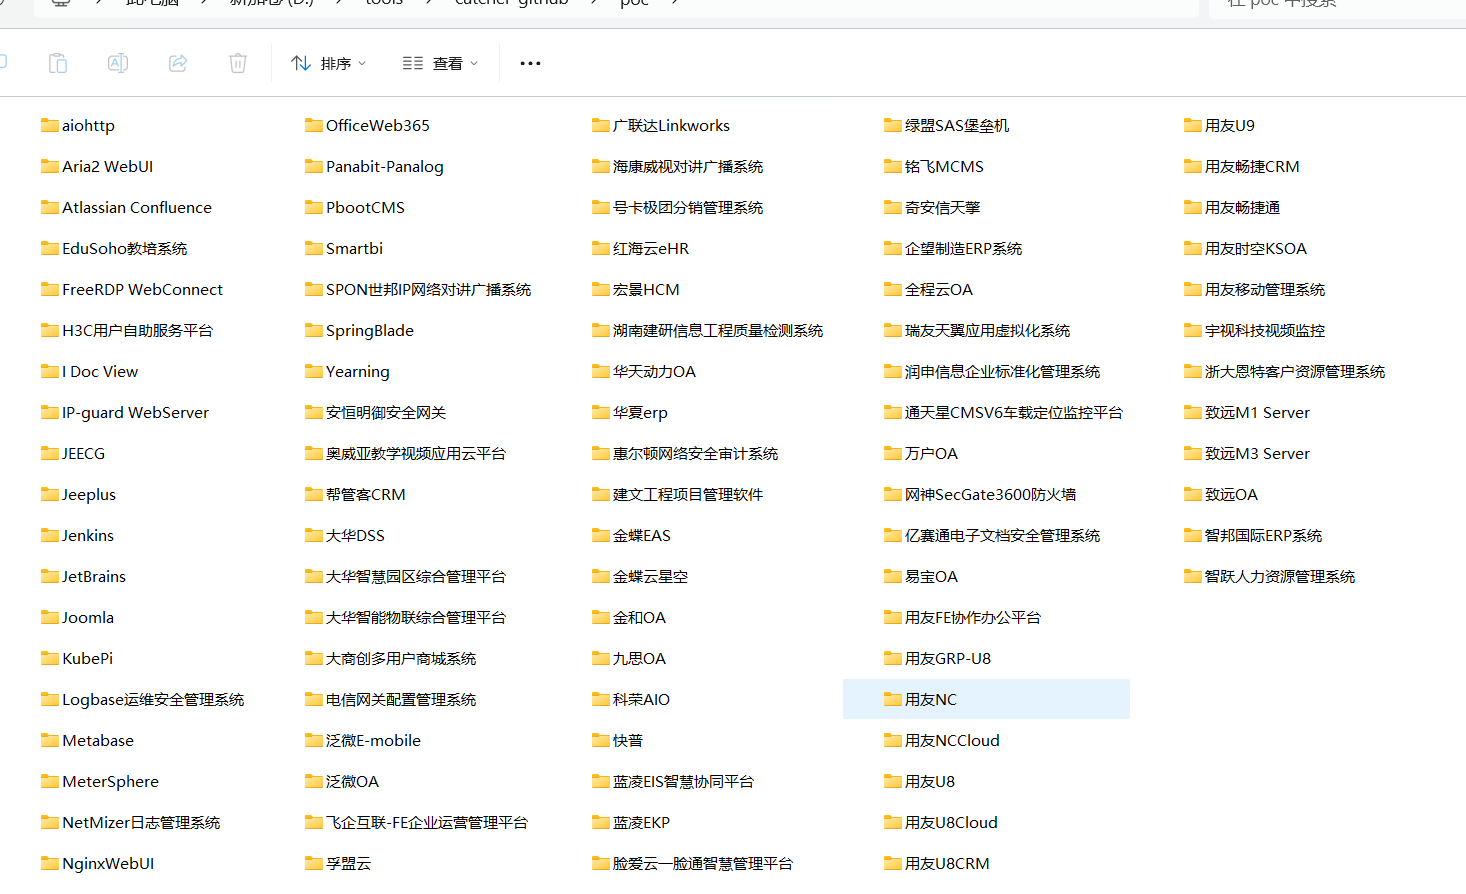 此电脑 > 新加卷 (D:) > tools > catcher-github > poc >
在 poc 中搜索
排序 查看
aiohttp
Aria2 WebUI
Atlassian Confluence
EduSoho教培系统
FreeRDP WebConnect
H3C用户自助服务平台
I Doc View
IP-guard WebServer
JEECG
Jeeplus
Jenkins
JetBrains
Joomla
KubePi
Logbase运维安全管理系统
Metabase
MeterSphere
NetMizer日志管理系统
NginxWebUI
OfficeWeb365
Panabit-Panalog
PbootCMS
Smartbi
SPON世邦IP网络对讲广播系统
SpringBlade
Yearning
安恒明御安全网关
奥威亚教学视频应用云平台
帮管客CRM
大华DSS
大华智慧园区综合管理平台
大华智能物联综合管理平台
大商创多用户商城系统
电信网关配置管理系统
泛微E-mobile
泛微OA
飞企互联-FE企业运营管理平台
孚盟云
广联达Linkworks
海康威视对讲广播系统
号卡极团分销管理系统
红海云eHR
宏景HCM
湖南建研信息工程质量检测系统
华天动力OA
华夏erp
惠尔顿网络安全审计系统
建文工程项目管理软件
金蝶EAS
金蝶云星空
金和OA
九思OA
科荣AIO
快普
蓝凌EIS智慧协同平台
蓝凌EKP
脸爱云一脸通智慧管理平台
绿盟SAS堡垒机
铭飞MCMS
奇安信天擎
企望制造ERP系统
全程云OA
瑞友天翼应用虚拟化系统
润申信息企业标准化管理系统
通天星CMSV6车载定位监控平台
万户OA
网神SecGate3600防火墙
亿赛通电子文档安全管理系统
易宝OA
用友FE协作办公平台
用友GRP-U8
用友NC
用友NCCloud
用友U8
用友U8Cloud
用友U8CRM
用友U9
用友畅捷CRM
用友畅捷通
用友时空KSOA
用友移动管理系统
宇视科技视频监控
浙大恩特客户资源管理系统
致远M1 Server
致远M3 Server
致远OA
智邦国际ERP系统
智跃人力资源管理系统